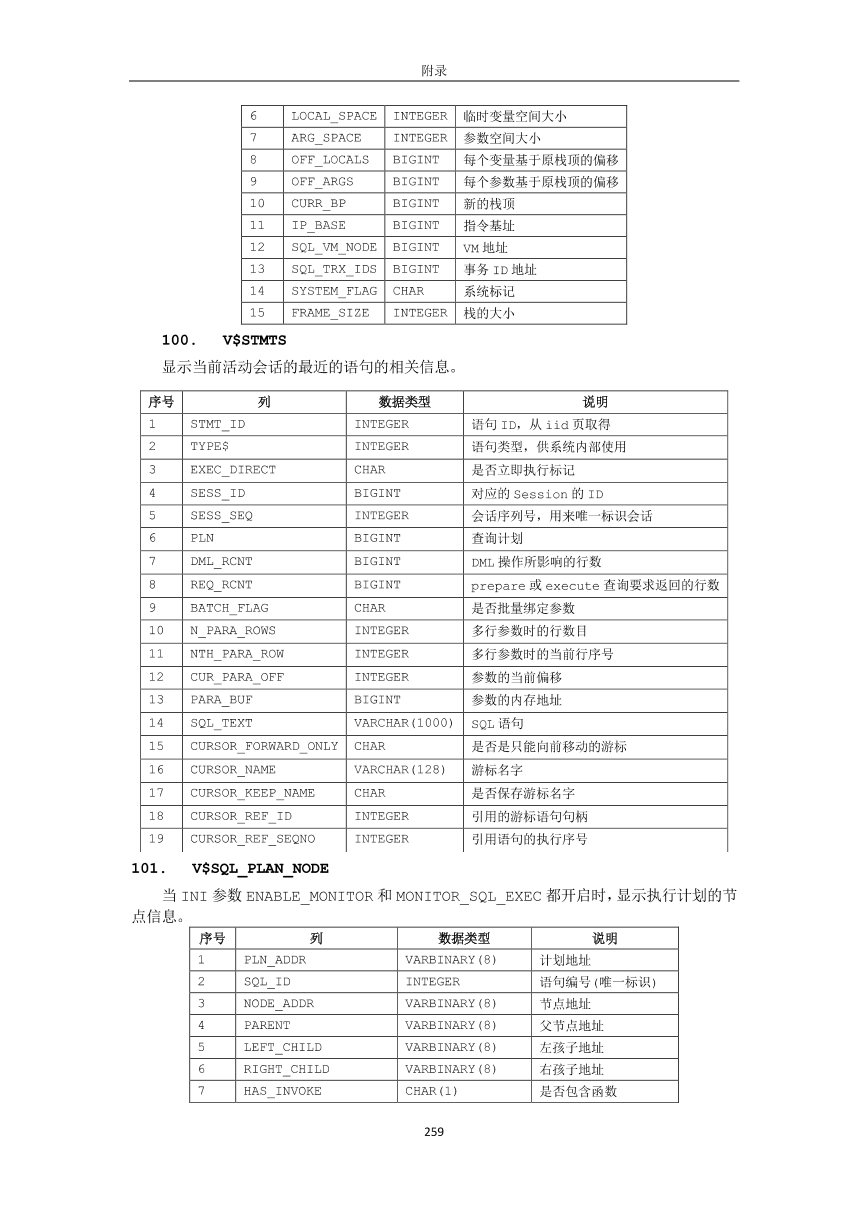 附录
6 LOCAL_SPACE INTEGER 临时变量空间大小
7 ARG_SPACE INTEGER 参数空间大小
8 OFF_LOCALS BIGINT 每个变量基于原栈顶的偏移
9 OFF_ARGS BIGINT 每个参数基于原栈顶的偏移
10 CURR_BP BIGINT 新的栈顶
11 IP_BASE BIGINT 指令基址
12 SQL_VM_NODE BIGINT VM 地址
13 SQL_TRX_IDS BIGINT 事务 ID 地址
14 SYSTEM_FLAG CHAR 系统标记
15 FRAME_SIZE INTEGER 栈的大小
100. V$STMTS
显示当前活动会话的最近的语句的相关信息。
序号 列 数据类型 说明
1 STMT_ID INTEGER 语句 ID，从 iid 页取得
2 TYPE$ INTEGER 语句类型，供系统内部使用
3 EXEC_DIRECT CHAR 是否立即执行标记
4 SESS_ID BIGINT 对应的 Session 的 ID
5 SESS_SEQ INTEGER 会话序列号，用来唯一标识会话
6 PLN BIGINT 查询计划
7 DML_RCNT BIGINT DML 操作所影响的行数
8 REQ_RCNT BIGINT prepare 或 execute 查询要求返回的行数
9 BATCH_FLAG CHAR 是否批量绑定参数
10 N_PARA_ROWS INTEGER 多行参数时的行数目
11 NTH_PARA_ROW INTEGER 多行参数时的当前行序号
12 CUR_PARA_OFF INTEGER 参数的当前偏移
13 PARA_BUF BIGINT 参数的内存地址
14 SQL_TEXT VARCHAR(1000) SQL 语句
15 CURSOR_FORWARD_ONLY CHAR 是否是只能向前移动的游标
16 CURSOR_NAME VARCHAR(128) 游标名字
17 CURSOR_KEEP_NAME CHAR 是否保存游标名字
18 CURSOR_REF_ID INTEGER 引用的游标语句句柄
19 CURSOR_REF_SEQNO INTEGER 引用语句的执行序号
101. V$SQL_PLAN_NODE
当 INI 参数 ENABLE_MONITOR 和 MONITOR_SQL_EXEC 都开启时，显示执行计划的节
点信息。
序号 列 数据类型 说明
1 PLN_ADDR VARBINARY(8) 计划地址
2 SQL_ID INTEGER 语句编号(唯一标识)
3 NODE_ADDR VARBINARY(8) 节点地址
4 PARENT VARBINARY(8) 父节点地址
5 LEFT_CHILD VARBINARY(8) 左孩子地址
6 RIGHT_CHILD VARBINARY(8) 右孩子地址
7 HAS_INVOKE CHAR(1) 是否包含函数
259